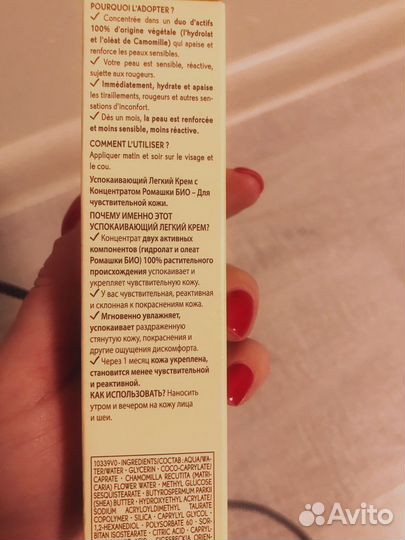 POURQUOI L'ADOPTER ?
✓ Concentrée dans un duo d'actifs
100% d'origine végétale (l'hydrolat
et l'oléat de Camomille) qui apaise et
renforce les peaux sensibles.
✓ Votre peau est sensible, réactive,
sujette aux rougeurs.
✓ Immédiatement, hydrate et apaise
les tiraillements, rougeurs et autres sen-
sations d'inconfort.
✓ Dès un mois, la peau est renforcée
et moins sensible, moins réactive.
COMMENT L'UTILISER ?
Appliquer matin et soir sur le visage et
le cou.
Успокаивающий Легкий Крем с
Концентратом Ромашки БИО – Для
чувствительной кожи.
ПОЧЕМУ ИМЕННО ЭТОТ
УСПОКАИВАЮЩИЙ ЛЕГКИЙ КРЕМ?
✓ Концентрат двух активных
компонентов (гидролат и олеат
Ромашки БИО) 100% растительного
происхождения успокаивает и
укрепляет чувствительную кожу.
✓ У вас чувствительная, реактивная
и склонная к покраснениям кожа.
✓ Мгновенно увлажняет,
успокаивает раздраженную
стянутую кожу, покраснения и
другие ощущения дискомфорта.
✓ Через 1 месяц кожа укреплена,
становится менее чувствительной
и реактивной.
КАК ИСПОЛЬЗОВАТЬ? Наносить
утром и вечером на кожу лица
и шеи.
10339V0 - INGREDIENTS/СОСТАВ: AQUA/WA-
TER/WATER - GLYCERIN - COCO-CAPRYLATE/
CAPRATE - CHAMOMILLA RECUTITA (MATRI-
CARIA) FLOWER WATER - METHYL GLUCOSE
SESQUISTEARATE - BUTYROSPERMUM PARKII
(SHEA) BUTTER - HYDROXYETHYL ACRYLATE/
SODIUM ACRYLOYLDIMETHYL TAURATE
COPOLYMER - SILICA - CAPRYLYL GLYCOL -
1,2-HEXANEDIOL - POLYSORBATE 60 - SOR-
BITAN ISOSTEARATE - CITRIC ACID - CAPRY-
Avito